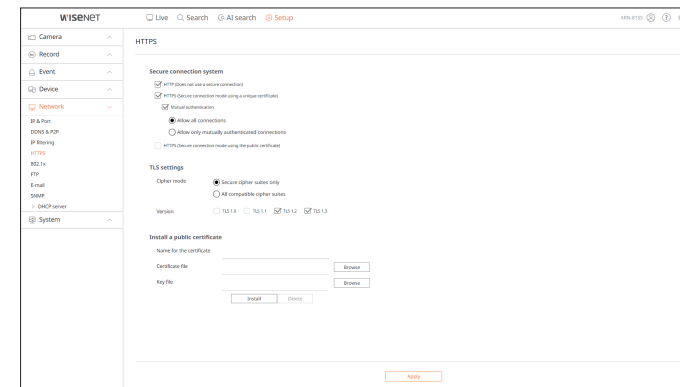 WISENET
Live Search AI search Setup
Camera
Record
Event
Device
Network
IP & Port
DDNS & P2P
IP filtering
HTTPS
802.1x
FTP
E-mail
SNMP
> DHCP server
System
HTTPS
Secure connection system
HTTP (Does not use a secure connection)
HTTPS (Secure connection mode using a unique certificate)
Mutual authentication
Allow all connections
Allow only mutually authenticated connections
HTTPS (Secure connection mode using the public certificate)
TLS settings
Cipher mode
Secure cipher suites only
All compatible cipher suites
Version TLS 1.0 TLS 1.1 TLS 1.2 TLS 1.3
Install a public certificate
Name for the certificate
Certificate file Browse
Key file Browse
Install Delete
Apply